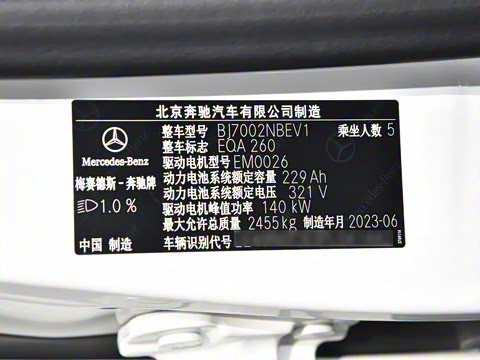 北京奔驰汽车有限公司制造
整车型号 BJ7002NBEV1 乘坐人数 5
整车标志 EQA 260
驱动电机型号 EM0026
动力电池系统额定容量 229 Ah
动力电池系统额定电压 321 V
驱动电机峰值功率 140 kW
最大允许总质量 2455 kg 制造年月 2023-06
车辆识别代号
Mercedes-Benz
梅赛德斯-奔驰牌
1.0 %
中国 制造